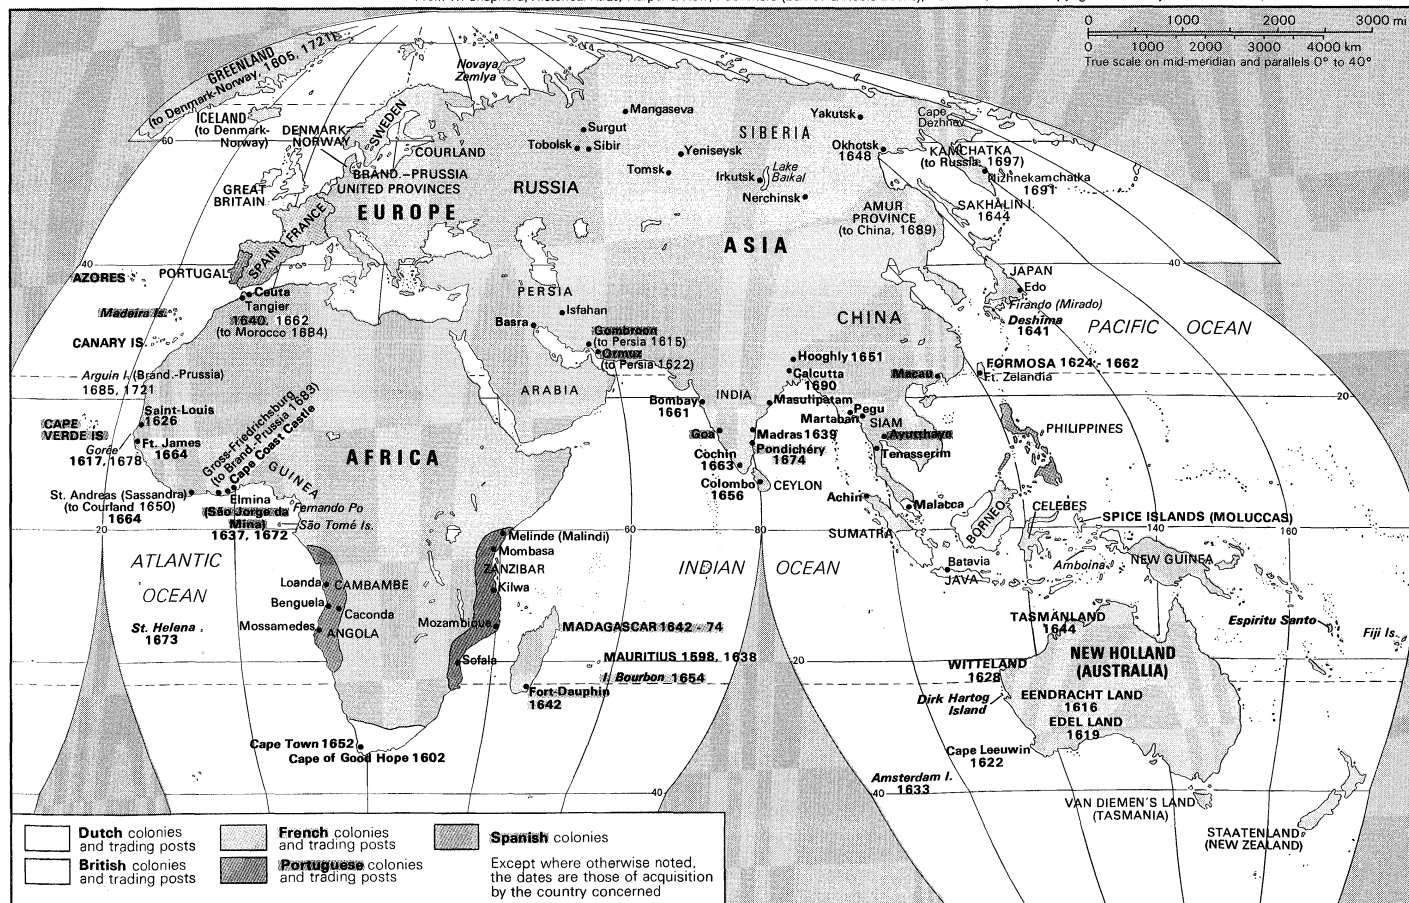 0 1000 2000 3000 mi
0 1000 2000 3000 4000 km
True scale on mid-meridian and parallels 0° to 40°
GREENLAND
(to Denmark-Norway, 1605, 1721)
ICELAND
(to Denmark-
Norway)
60
DENMARK-
NORWAY
SWEDEN
COURLAND
BRAND.-PRUSSIA
UNITED PROVINCES
GREAT
BRITAIN
FRANCE
EUROPE
SPAIN
PORTUGAL
Novaya
Zemlya
Mangaseva
Surgut
Tobolsk
Sibir
Yeniseysk
Tomsk
RUSSIA
SIBERIA
Yakutsk
Irkutsk
Lake
Baikal
Nerchinsk
Okhotsk
1648
Cape
Dezhnev
KAMCHATKA
(to Russia, 1697)
Nizhnekamchatka
1691
SAKHALIN I.
1644
AMUR
PROVINCE
(to China, 1689)
ASIA
40
40
AZORES
Madeira Is.
CANARY IS.
Ceuta
Tangier
1640, 1662
(to Morocco 1684)
Arguin I. (Brand.-Prussia)
1685, 1721
PERSIA
Isfahan
Basra
Gombroon
(to Persia 1615)
Ormuz
(to Persia 1622)
ARABIA
CHINA
JAPAN
Edo
Firando (Mirado)
Deshima
1641
PACIFIC OCEAN
FORMOSA 1624 - 1662
Ft. Zelandia
20
Hooghly 1651
Calcutta
1690
Macau
Bombay
1661
INDIA
Masulipatam
Pegu
Martaban
SIAM
Ayutthaya
Tenasserim
Goa
Madras 1639
Pondichéry
1674
Cochin
1663
Colombo
1656
CEYLON
PHILIPPINES
CAPE
VERDE IS.
Saint-Louis
1626
Ft. James
1664
Gorée
1617, 1678
Gross-Friedrichsburg
(to Brand.-Prussia 1683)
Cape Coast Castle
GUINEA
AFRICA
St. Andreas (Sassandra)
(to Courland 1650)
1664
Elmina
(São Jorge da
Mina)
1637, 1672
Fernando Po
São Tomé Is.
Achin
Malacca
SUMATRA
BORNEO
CELEBES
SPICE ISLANDS (MOLUCCAS)
20 60 80 140 160
Melinde (Malindi)
Mombasa
ZANZIBAR
Kilwa
Mozambique
Sofala
ATLANTIC
OCEAN
INDIAN OCEAN
St. Helena
1673
Loanda
CAMBAMBE
Benguela
Caconda
Mossamedes
ANGOLA
Batavia
JAVA
Amboina
NEW GUINEA
MADAGASCAR 1642 - 74
MAURITIUS 1598, 1638
I. Bourbon 1654
Fort-Dauphin
1642
20
TASMANLAND
1644
NEW HOLLAND
(AUSTRALIA)
WITTELAND
1628
Dirk Hartog
Island
EENDRACHT LAND
1616
EDEL LAND
1619
Cape Leeuwin
1622
Espiritu Santo
Fiji Is.
Cape Town 1652
Cape of Good Hope 1602
Amsterdam I.
1633
40
40
VAN DIEMEN'S LAND
(TASMANIA)
STAATENLAND
(NEW ZEALAND)
Dutch colonies
and trading posts
British colonies
and trading posts
French colonies
and trading posts
Portuguese colonies
and trading posts
Spanish colonies
Except where otherwise noted,
the dates are those of acquisition
by the country concerned